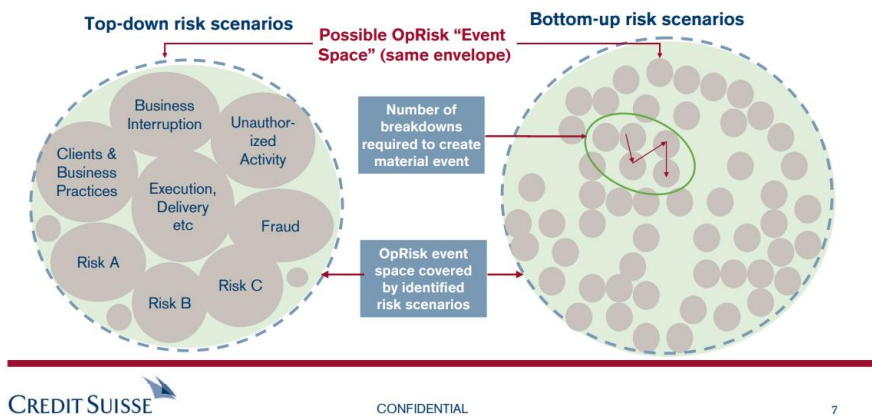 Top-down risk scenarios
Possible OpRisk “Event
Space” (same envelope)
Bottom-up risk scenarios
Business
Interruption
Unauthor-
ized
Activity
Clients &
Business
Practices
Execution,
Delivery
etc
Fraud
Risk A
Risk B
Risk C
Number of
breakdowns
required to create
material event
OpRisk event
space covered
by identified
risk scenarios
CREDIT SUISSE
CONFIDENTIAL
7